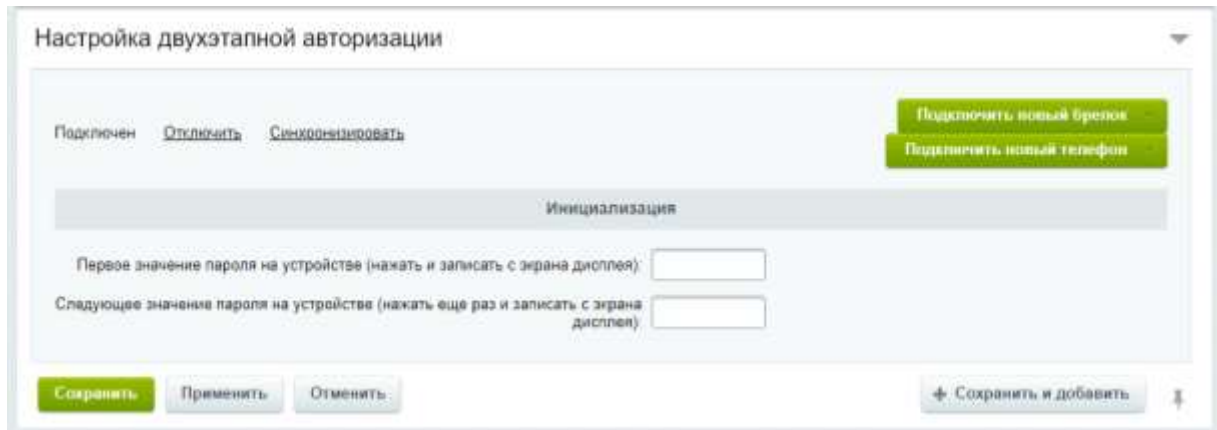 Настройка двухэтапной авторизации
Подключен Отключить Синхронизировать
Подключить новый брелок
Подключить новый телефон
Инициализация
Первое значение пароля на устройстве (нажать и записать с экрана дисплея):
Следующее значение пароля на устройстве (нажать еще раз и записать с экрана
дисплея):
Сохранить Применить Отменить + Сохранить и добавить